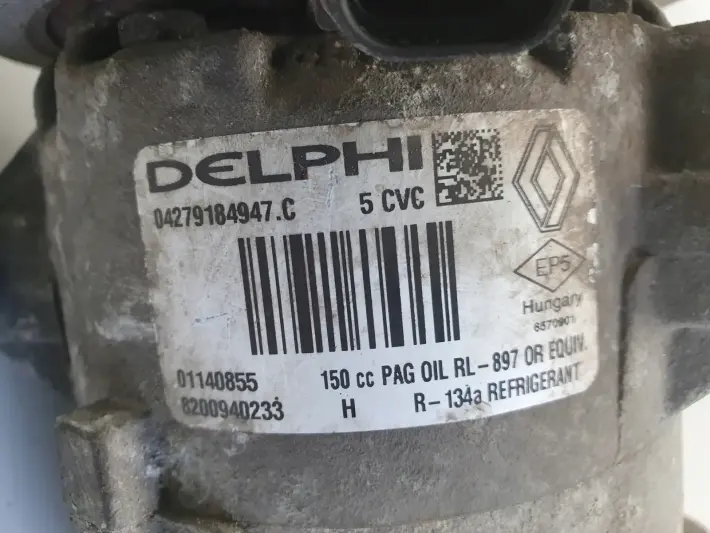 DELPHI
04279184947.C 5 CVC
EP5
Hungary
6570901
01140855 150 cc PAG OIL RL-897 OR EQUIV.
8200940233 H R-134a REFRIGERANT